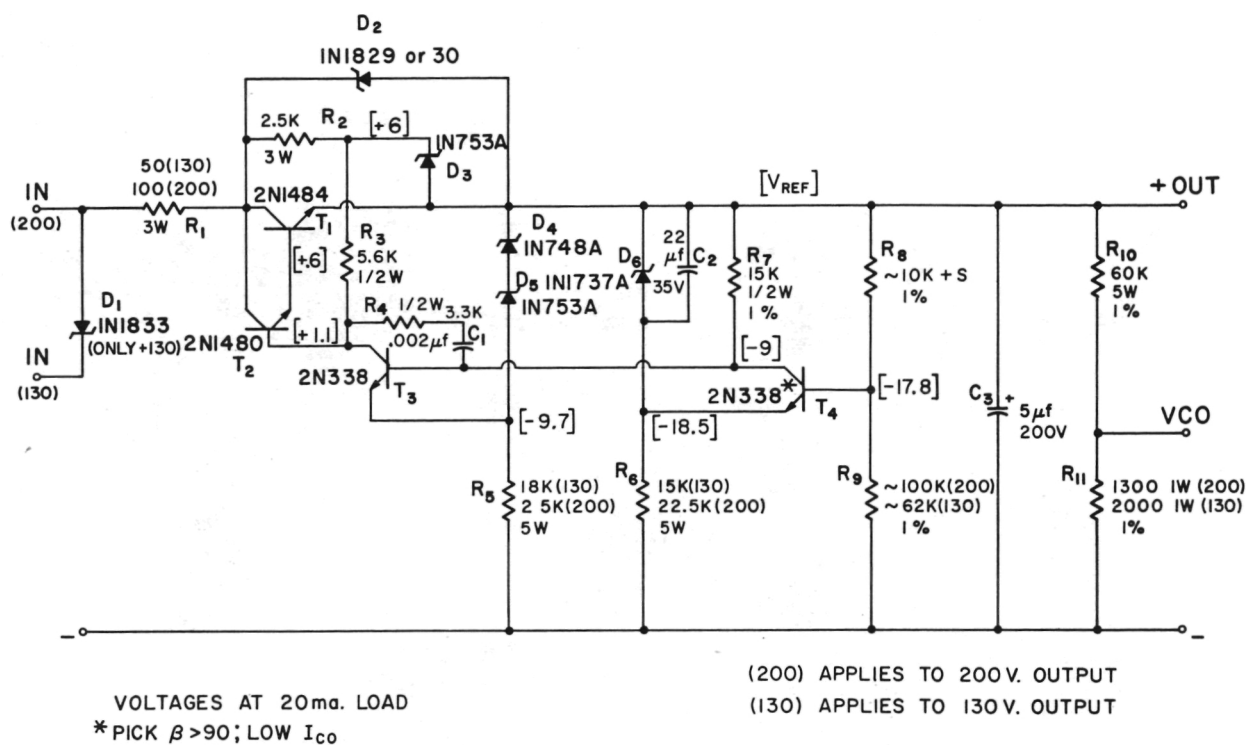 D2
IN1829 or 30
2.5K
R2
[+6]
3W
IN753A
D3
50(130)
100(200)
3W
R1
IN
(200)
2N1484
T1
[V REF]
+ OUT
R3
5.6K
1/2W
[+.6]
D4
IN748A
D5
IN753A
D6
IN1737A
22
μf
35V
C2
R7
15K
1/2W
1%
R8
~10K + S
1%
R10
60K
5W
1%
D1
IN1833
(ONLY +130)
IN
(130)
2N1480
T2
[+1.1]
R4
1/2W
3.3K
.002μf
C1
2N338
T3
[-9]
2N338
*
T4
[-17.8]
[-9.7]
[-18.5]
C3
+
5μf
200V
VCO
R5
18K(130)
2 5K(200)
5W
R6
15K(130)
22.5K(200)
5W
R9
~100K(200)
~62K(130)
1%
R11
1300 1W (200)
2000 1W (130)
1%
–
–
VOLTAGES AT 20ma. LOAD
* PICK β >90; LOW ICO
(200) APPLIES TO 200V. OUTPUT
(130) APPLIES TO 130V. OUTPUT